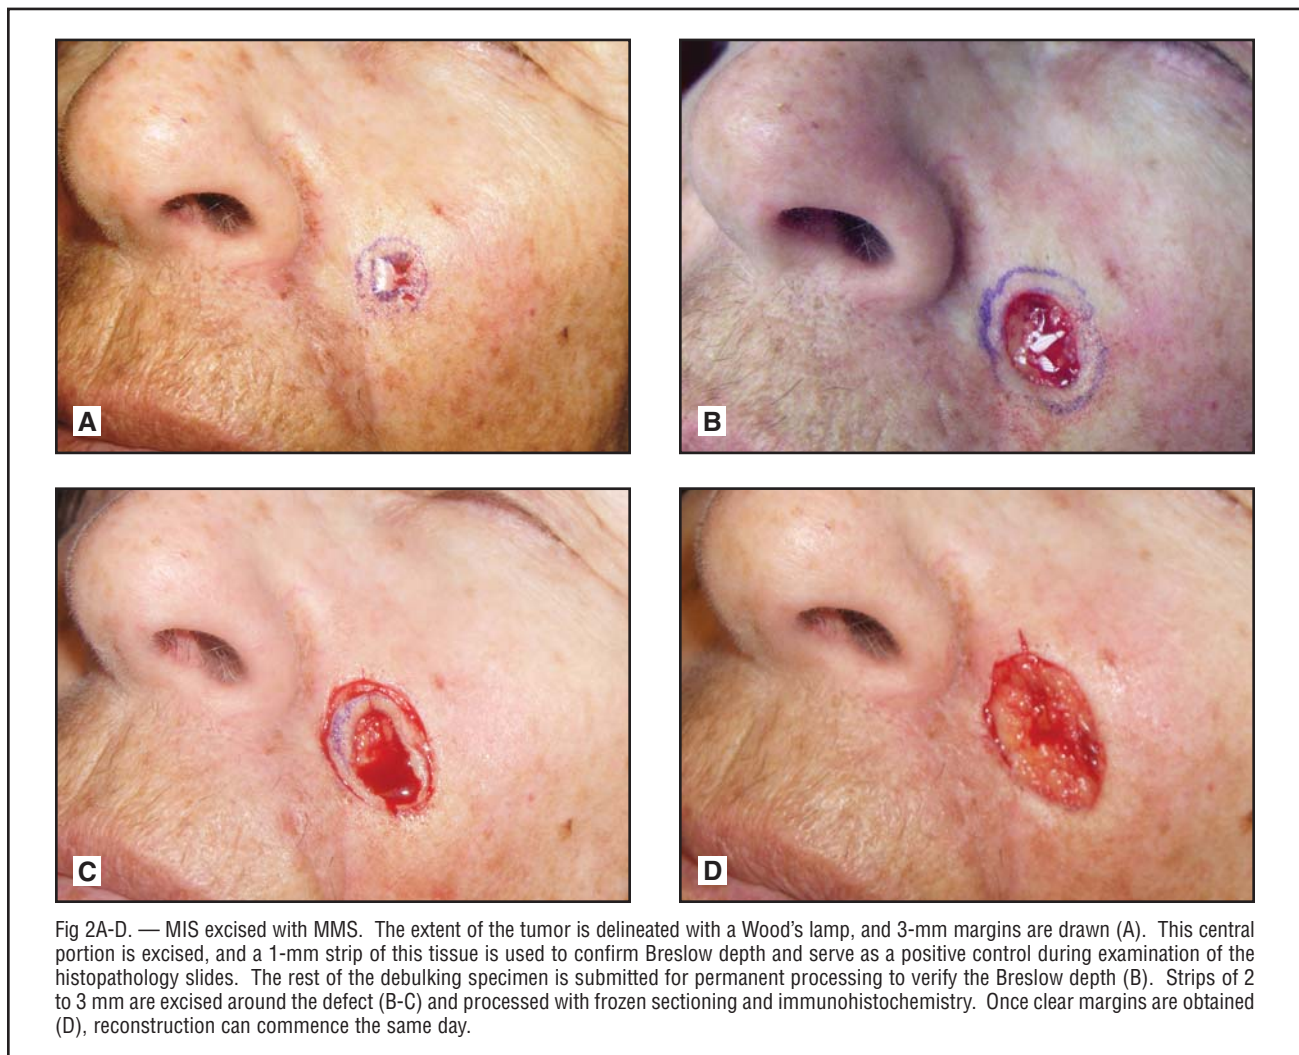 A
B
C
D
Fig 2A-D. — MIS excised with MMS. The extent of the tumor is delineated with a Wood's lamp, and 3-mm margins are drawn (A). This central
portion is excised, and a 1-mm strip of this tissue is used to confirm Breslow depth and serve as a positive control during examination of the
histopathology slides. The rest of the debulking specimen is submitted for permanent processing to verify the Breslow depth (B). Strips of 2
to 3 mm are excised around the defect (B-C) and processed with frozen sectioning and immunohistochemistry. Once clear margins are obtained
(D), reconstruction can commence the same day.